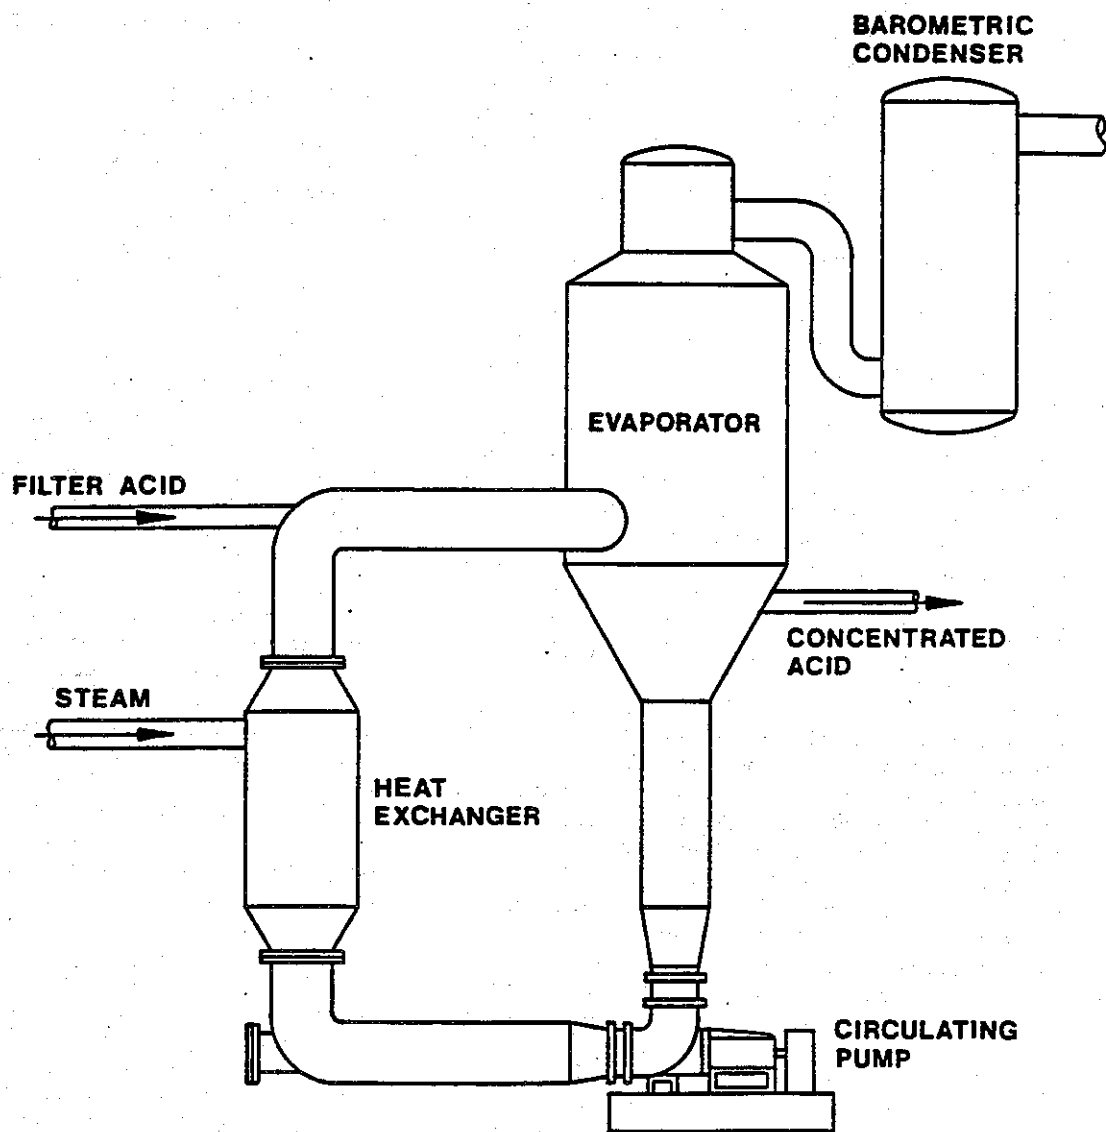 BAROMETRIC
CONDENSER
EVAPORATOR
FILTER ACID
CONCENTRATED
ACID
STEAM
HEAT
EXCHANGER
CIRCULATING
PUMP